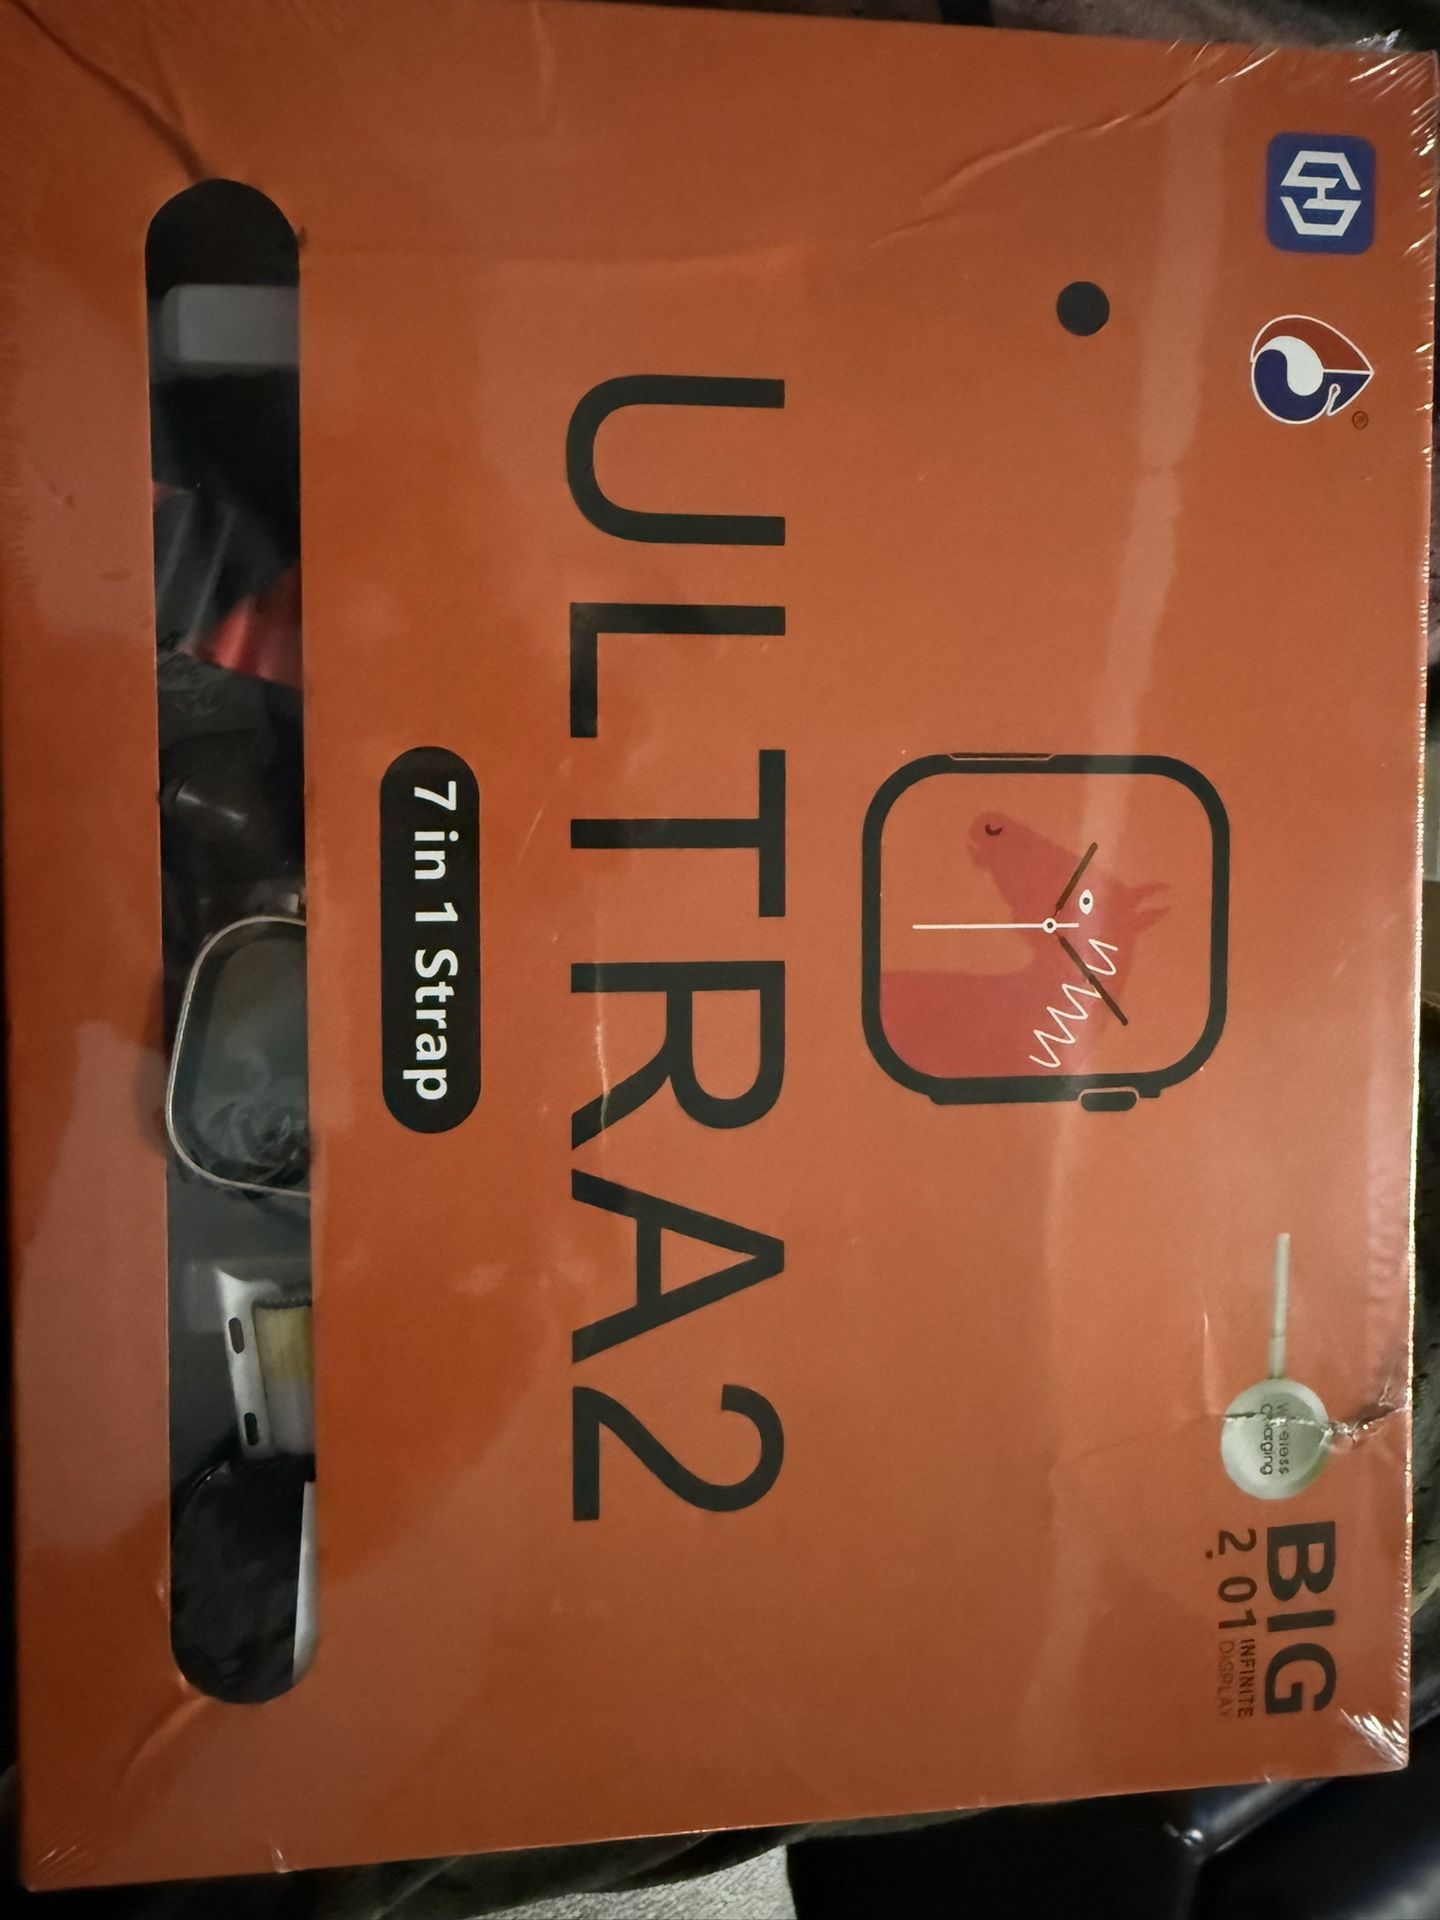 BIG
2.01 INFINITE
DISPLAY
Wireless
Charging
ULTRA2
7 in 1 Strap
®